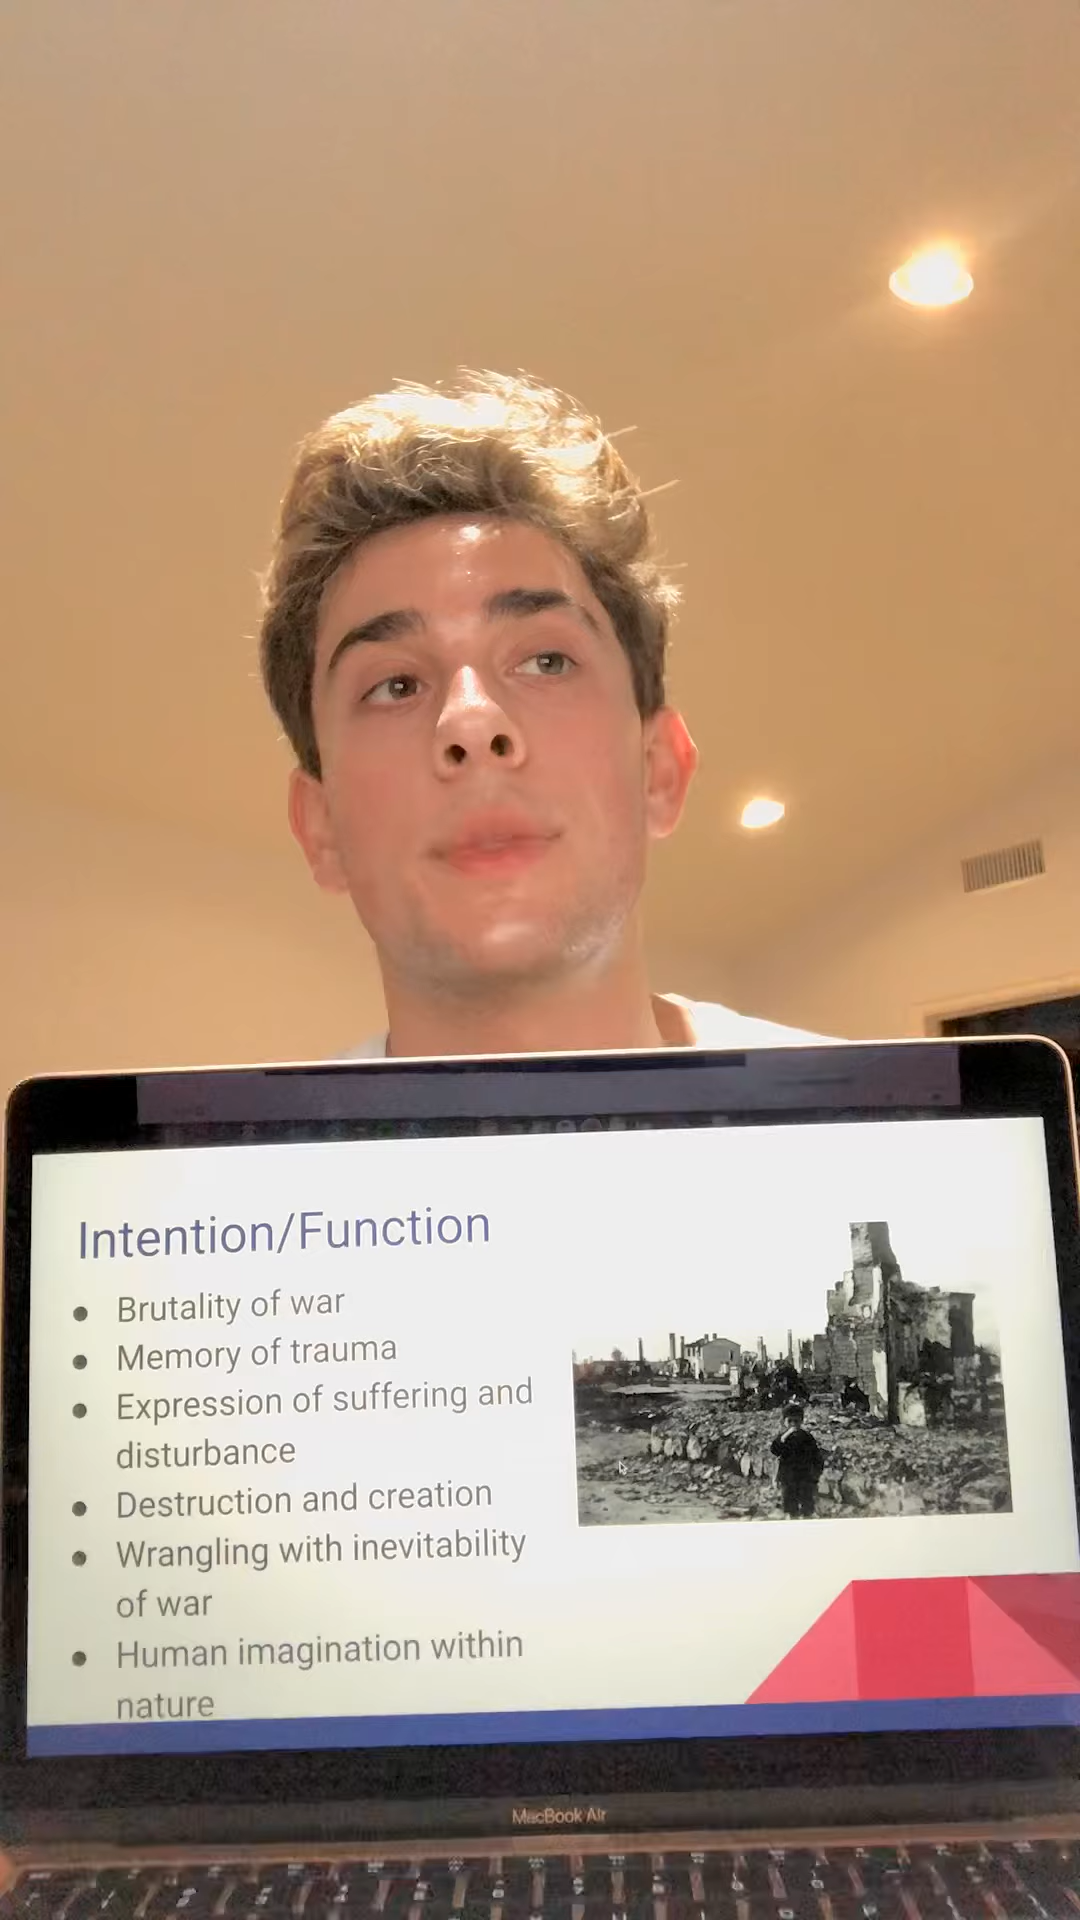 Intention/Function
● Brutality of war
● Memory of trauma
● Expression of suffering and
disturbance
● Destruction and creation
● Wrangling with inevitability
of war
● Human imagination within
nature
MacBook Air